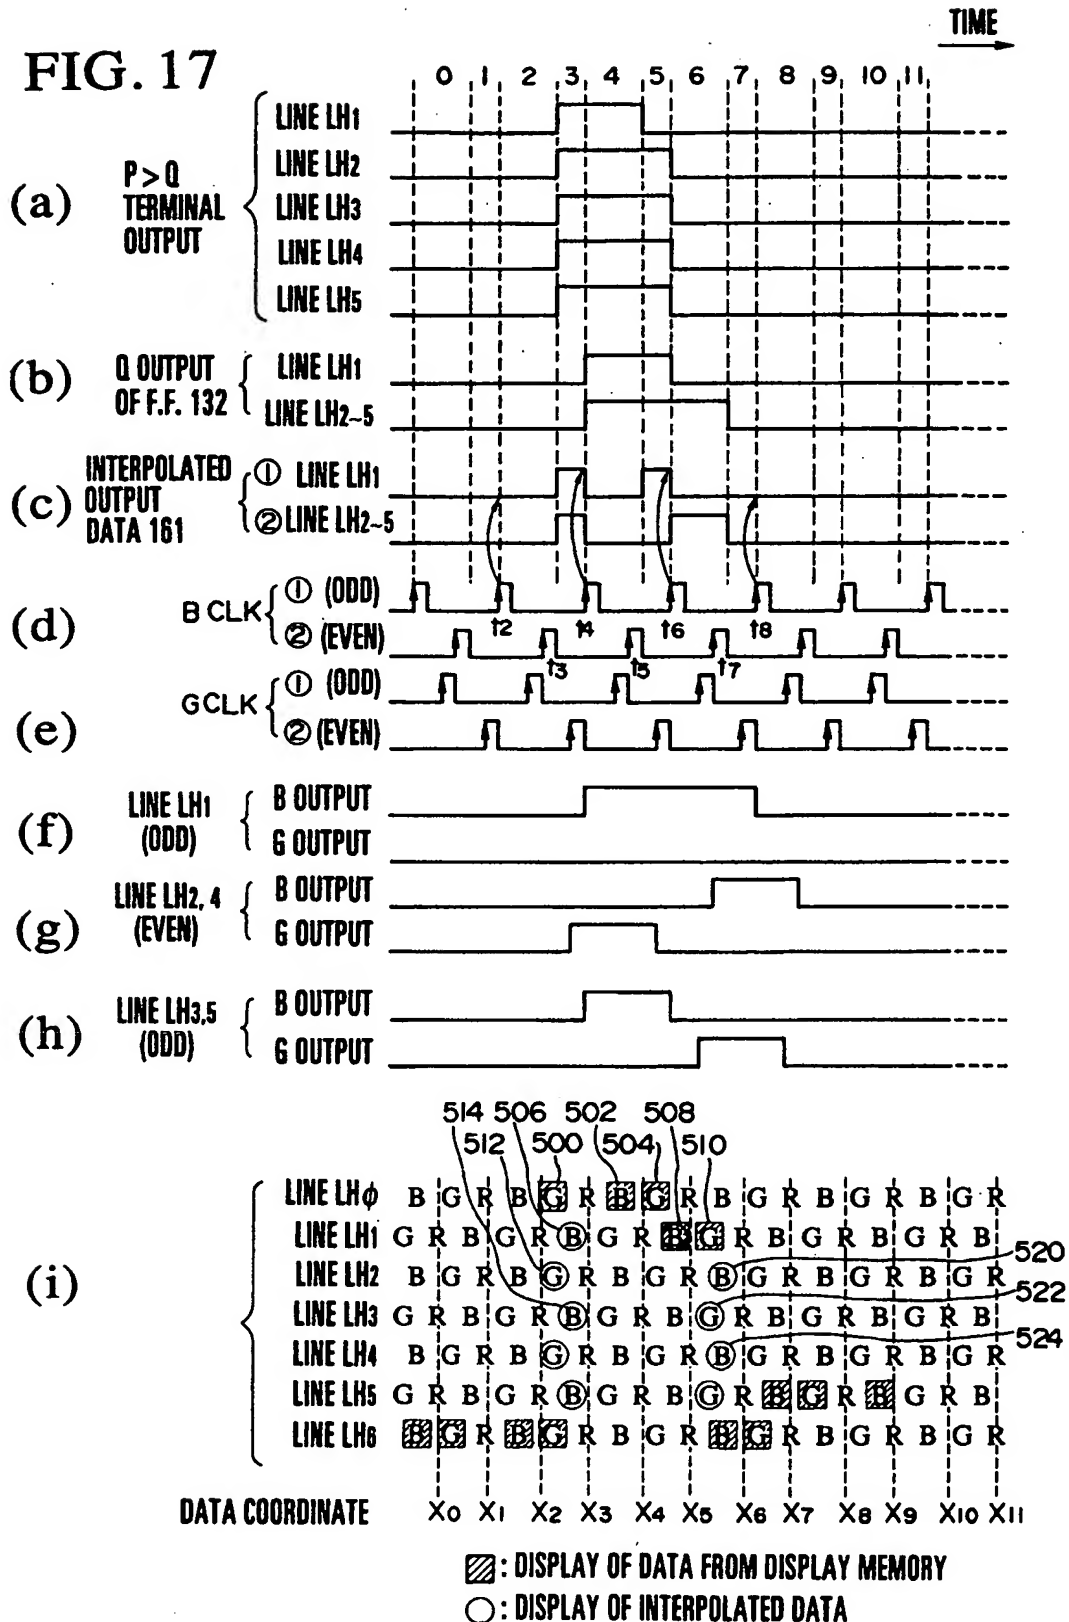 TIME
FIG. 17
0 1 2 3 4 5 6 7 8 9 10 11
(a) P > Q TERMINAL OUTPUT
LINE LH1
LINE LH2
LINE LH3
LINE LH4
LINE LH5
(b) Q OUTPUT OF F.F. 132
LINE LH1
LINE LH2~5
(c) INTERPOLATED OUTPUT DATA 161
① LINE LH1
② LINE LH2~5
(d) B CLK
① (ODD)
t2 t4 t6 t8
② (EVEN)
t3 t5 t7
(e) G CLK
① (ODD)
② (EVEN)
(f) LINE LH1 (ODD)
B OUTPUT
G OUTPUT
(g) LINE LH2, 4 (EVEN)
B OUTPUT
G OUTPUT
(h) LINE LH3,5 (ODD)
B OUTPUT
G OUTPUT
514 506 502 508
512 500 504 510
(i)
LINE LHφ B G R B G R B G R B G R B G R B G R
LINE LH1 G R B G R B G R B G R B G R B G R B
520
LINE LH2 B G R B G R B G R B G R B G R B G R
522
LINE LH3 G R B G R B G R B G R B G R B G R B
524
LINE LH4 B G R B G R B G R B G R B G R B G R
LINE LH5 G R B G R B G R B G R B G R B G R B
LINE LH6 B G R B G R B G R B G R B G R B G R
DATA COORDINATE X0 X1 X2 X3 X4 X5 X6 X7 X8 X9 X10 X11
: DISPLAY OF DATA FROM DISPLAY MEMORY
: DISPLAY OF INTERPOLATED DATA